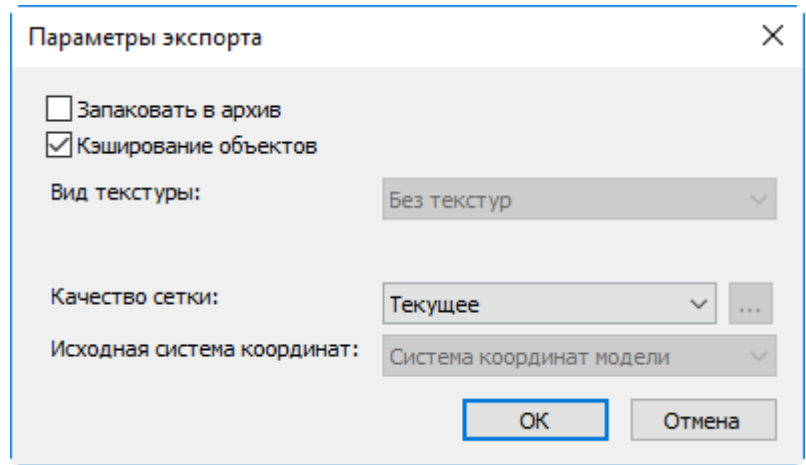 Параметры экспорта
Запаковать в архив
Кэширование объектов
Вид текстуры: Без текстур
Качество сетки: Текущее ...
Исходная система координат: Система координат модели
ОК Отмена